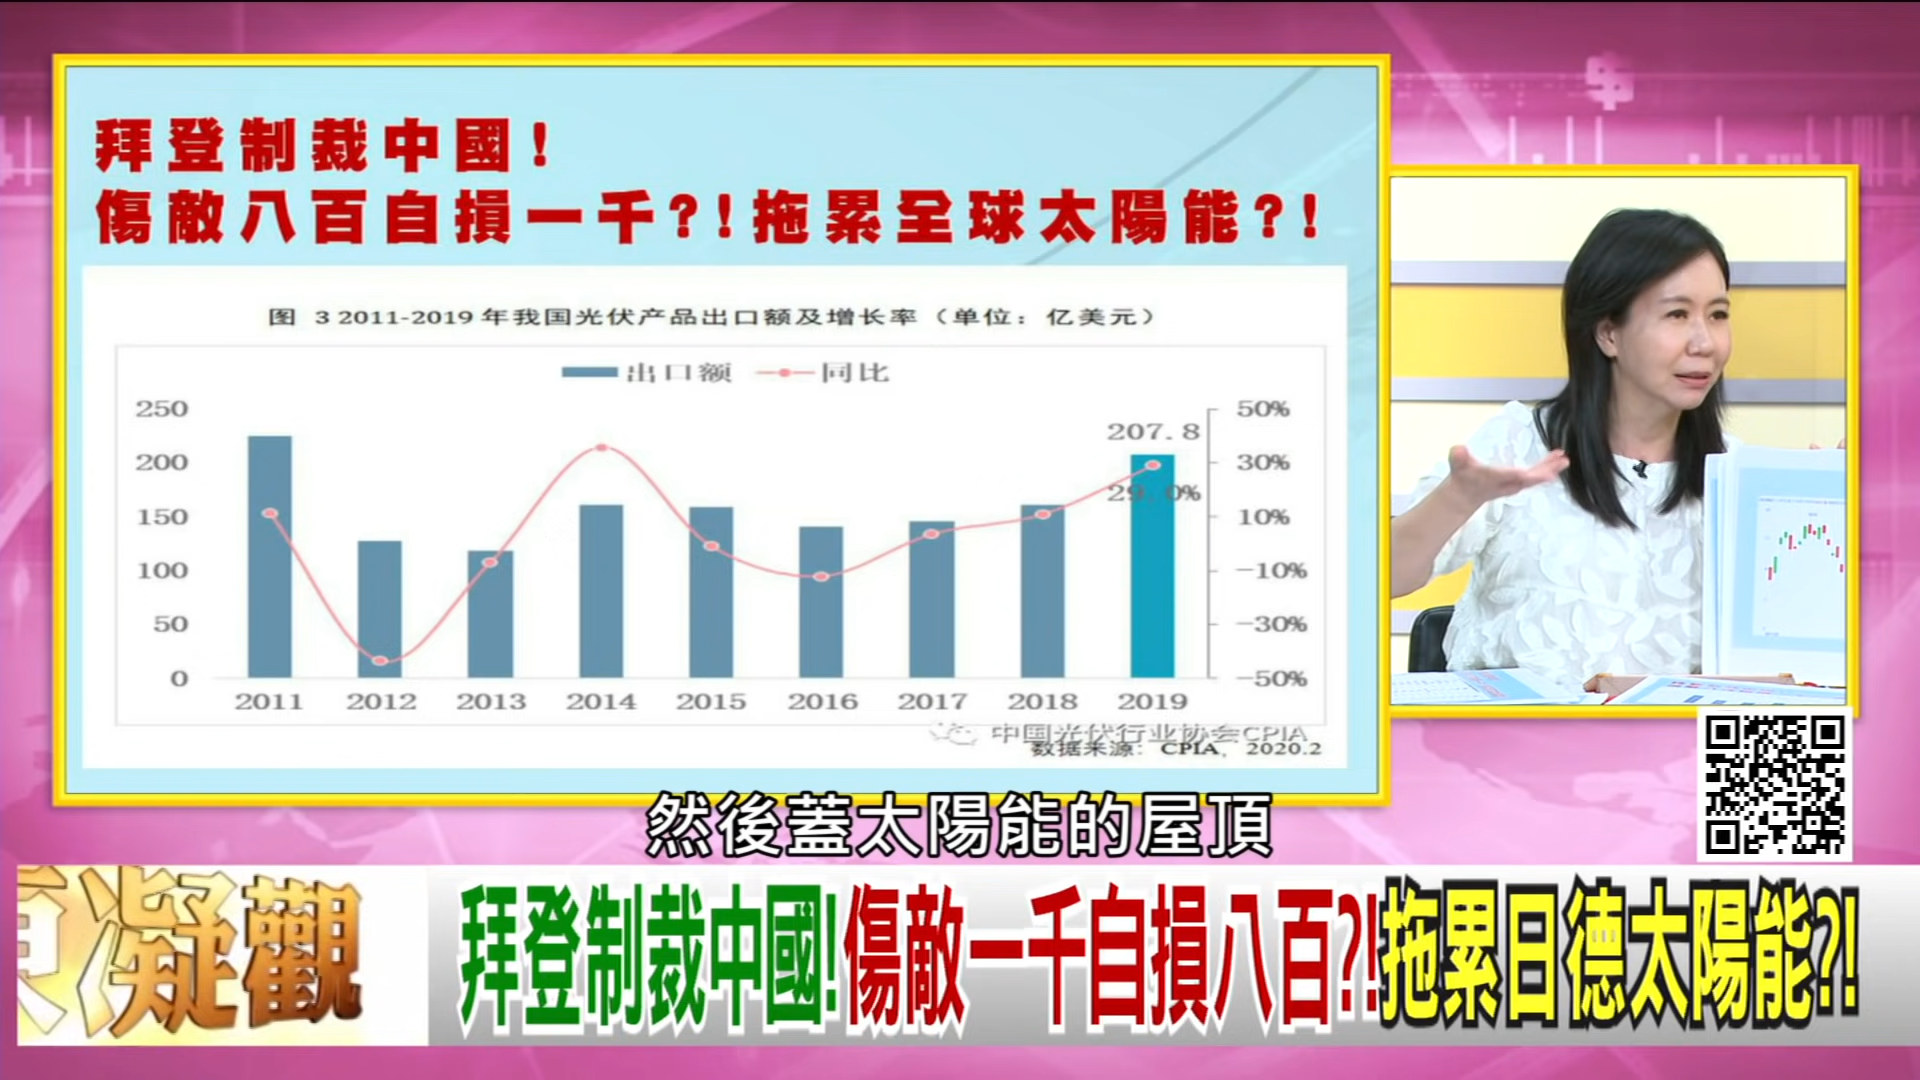 拜登制裁中國!
傷敵八百自損一千?!拖累全球太陽能?!
图 3 2011-2019 年我国光伏产品出口额及增长率（单位：亿美元）
出口额 同比
250
200
150
100
50
0
50%
30%
10%
-10%
-30%
-50%
207.8
29.0%
2011 2012 2013 2014 2015 2016 2017 2018 2019
中国光伏行业协会CPIA
数据来源：CPIA，2020.2
然後蓋太陽能的屋頂
凝觀
拜登制裁中國!傷敵一千自損八百?!拖累日德太陽能?!